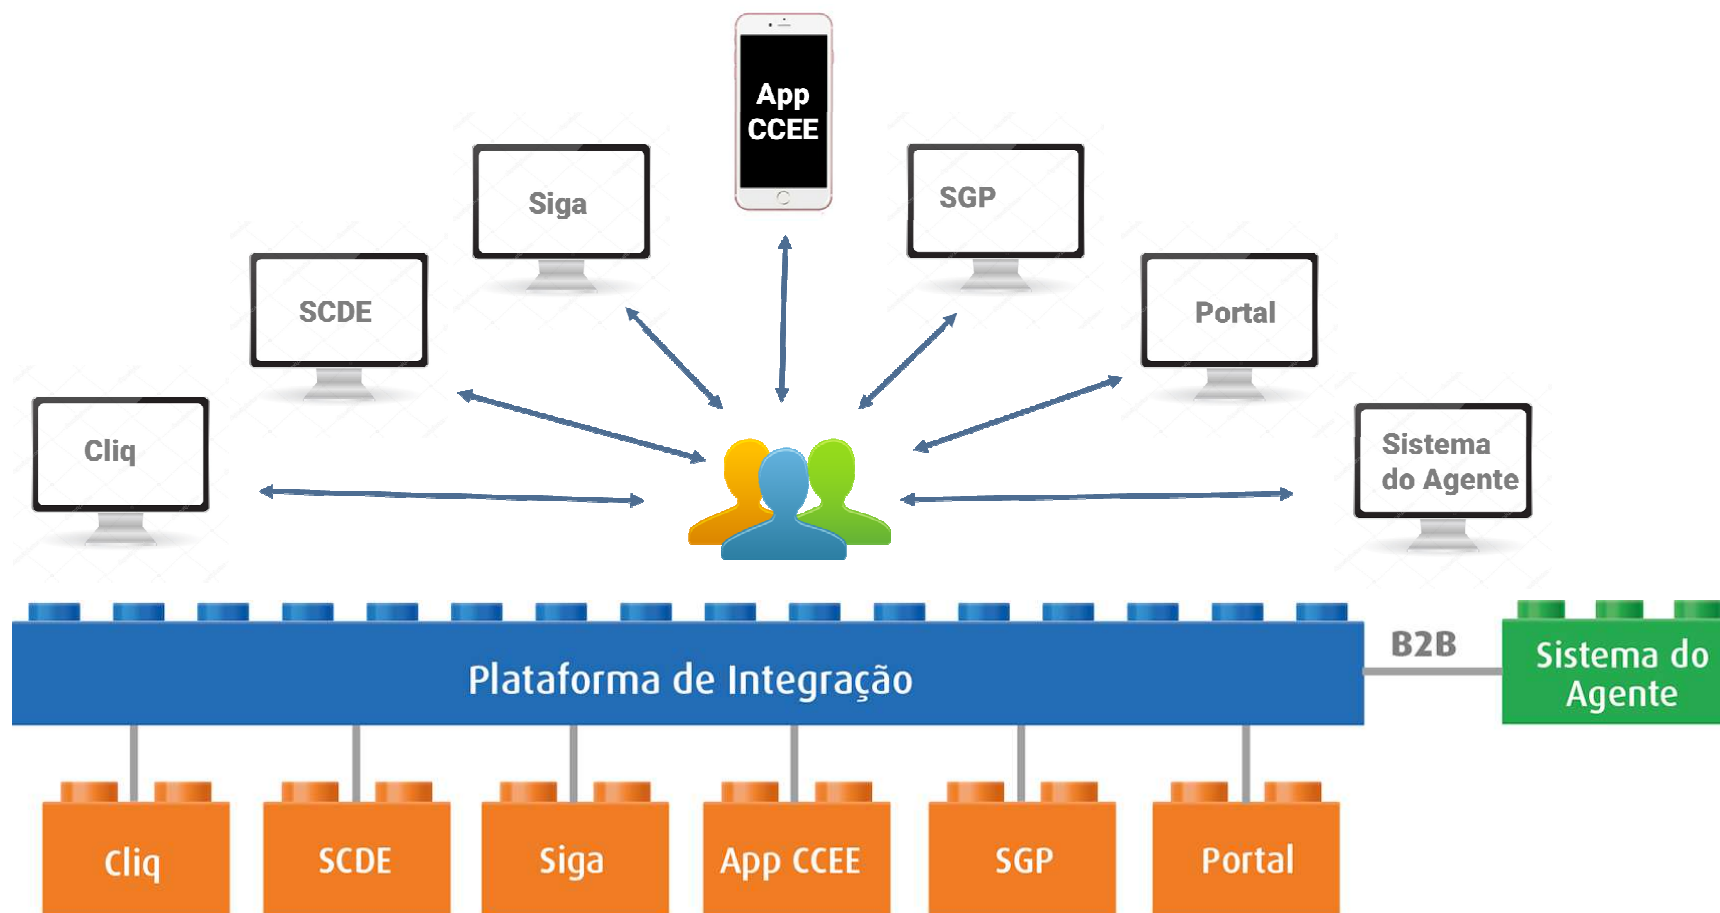 App
CCEE
Siga
SGP
SCDE
Portal
Cliq
Sistema
do Agente
Plataforma de Integração
B2B
Sistema do
Agente
Cliq
SCDE
Siga
App CCEE
SGP
Portal